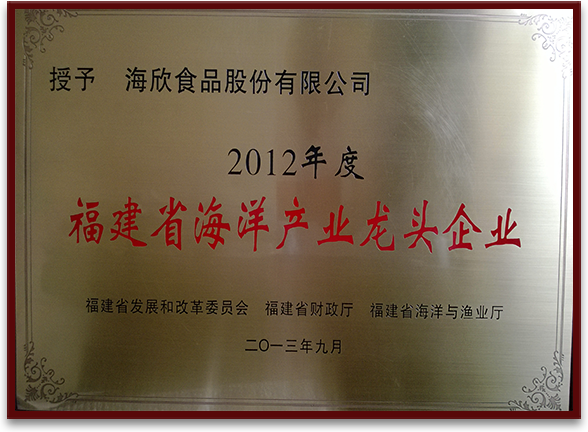 授予 海欣食品股份有限公司
2012年度
福建省海洋产业龙头企业
福建省发展和改革委员会 福建省财政厅 福建省海洋与渔业厅
二〇一三年九月